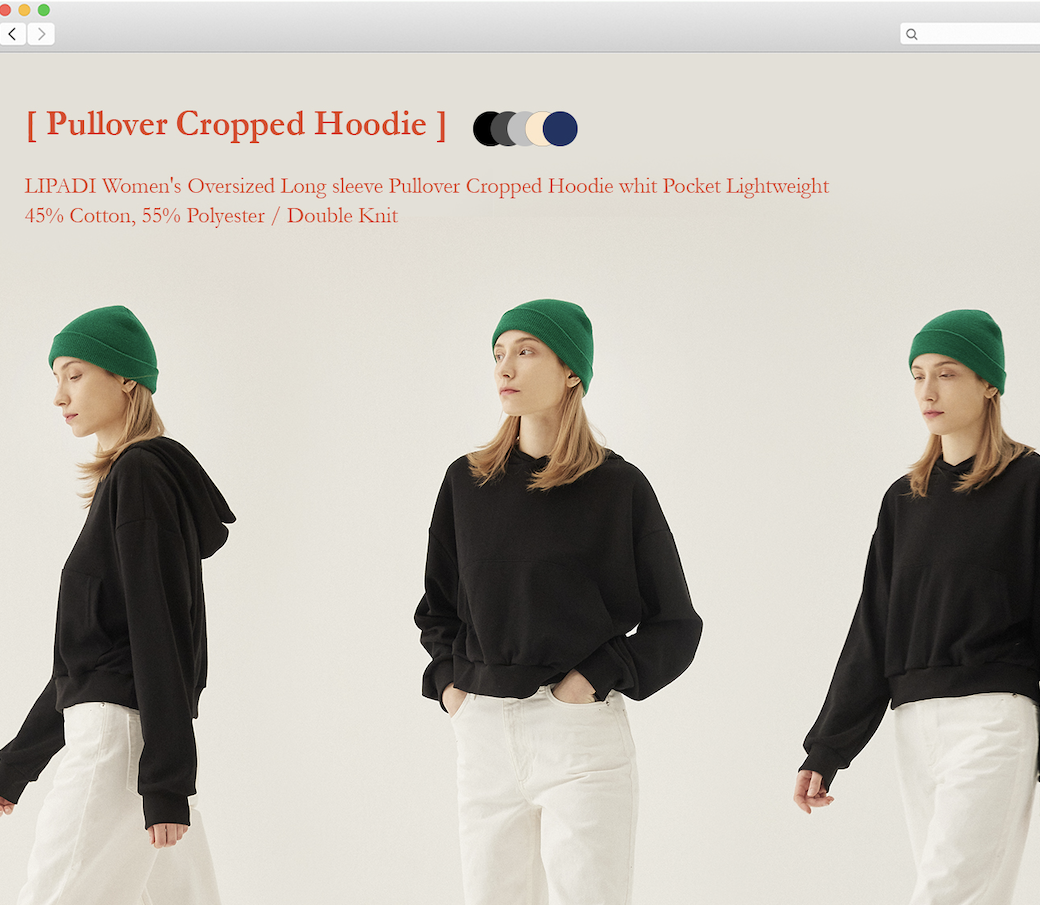 [ Pullover Cropped Hoodie ]
LIPADI Women's Oversized Long sleeve Pullover Cropped Hoodie whit Pocket Lightweight
45% Cotton, 55% Polyester / Double Knit